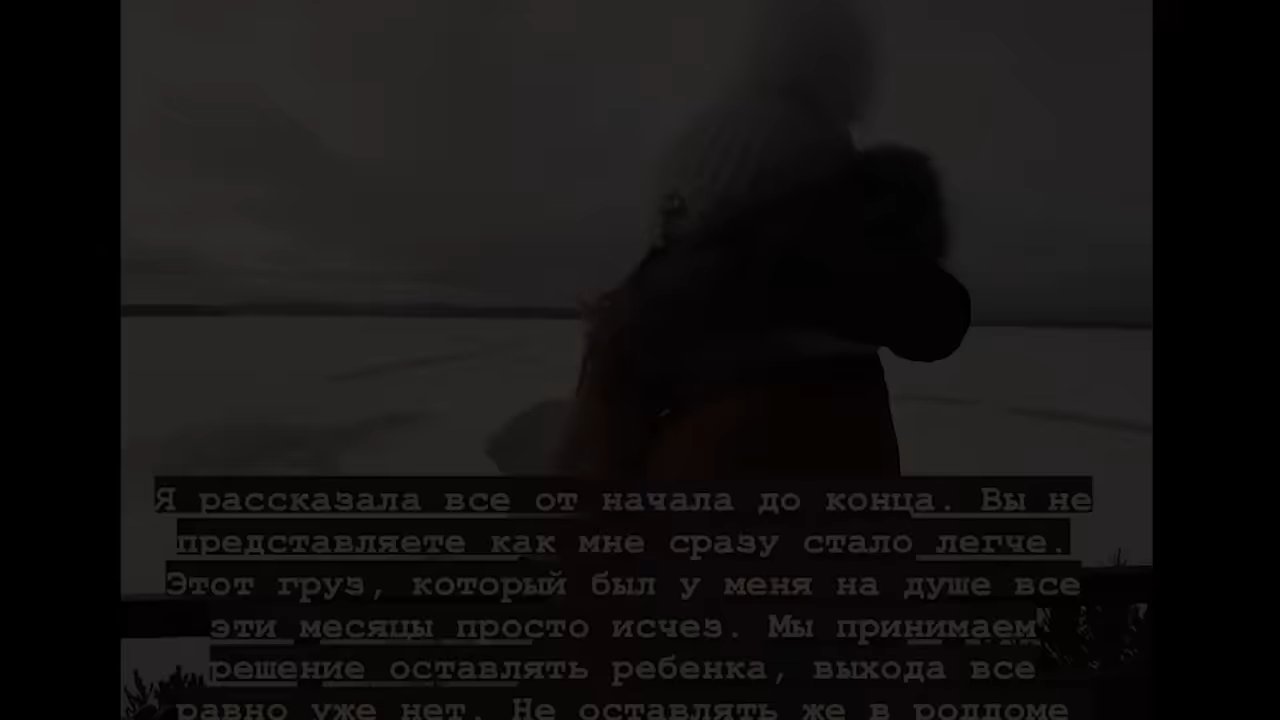 Я рассказала все от начала до конца. Вы не
представляете как мне сразу стало легче.
Этот груз, который был у меня на душе все
эти месяцы просто исчез. Мы принимаем
решение оставлять ребенка, выхода все
равно уже нет. Не оставлять же в роддоме